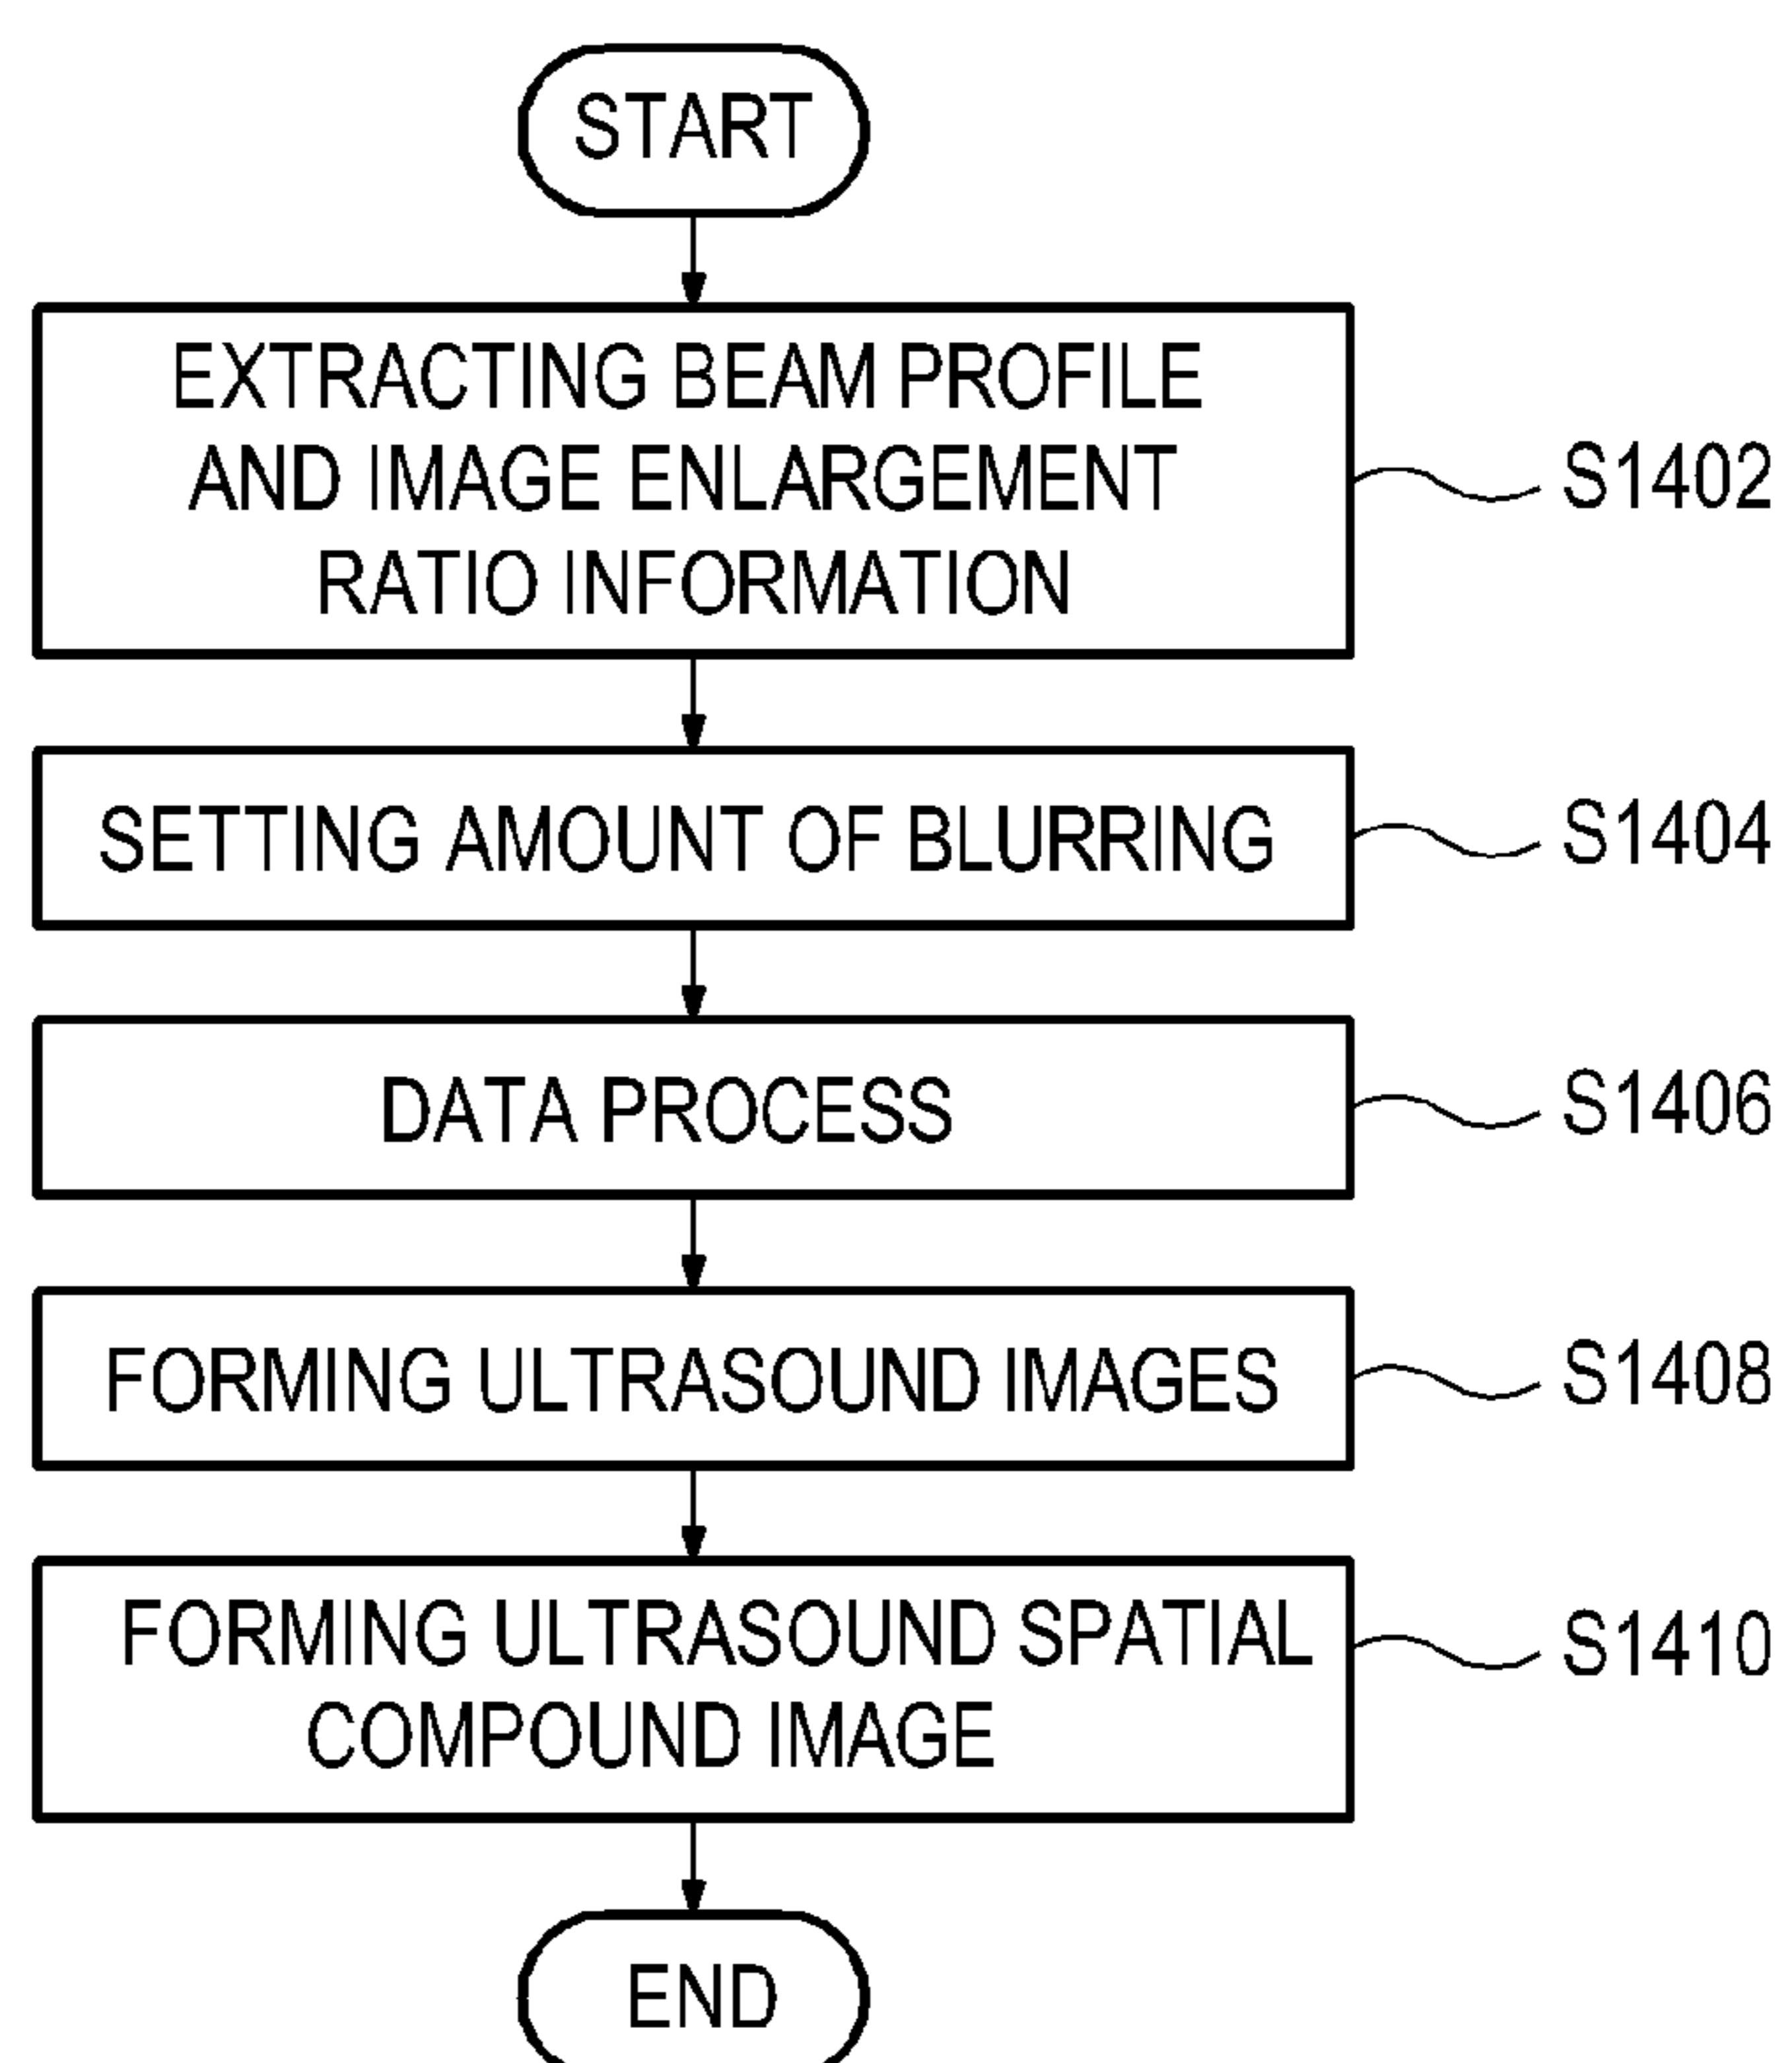 START
EXTRACTING BEAM PROFILE
AND IMAGE ENLARGEMENT
RATIO INFORMATION
S1402
SETTING AMOUNT OF BLURRING
S1404
DATA PROCESS
S1406
FORMING ULTRASOUND IMAGES
S1408
FORMING ULTRASOUND SPATIAL
COMPOUND IMAGE
S1410
END